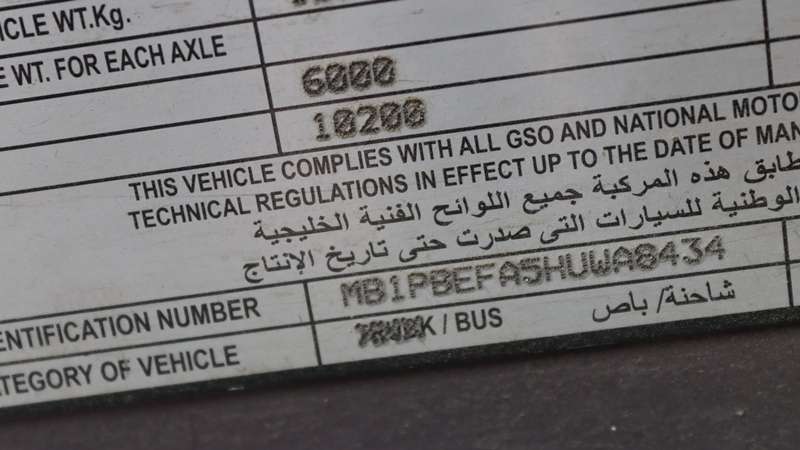 ICLE WT.Kg.
E WT. FOR EACH AXLE
6000
10200
THIS VEHICLE COMPLIES WITH ALL GSO AND NATIONAL MOTO
TECHNICAL REGULATIONS IN EFFECT UP TO THE DATE OF MAN
طابق هذه المركبة جميع اللوائح الفنية الخليجية
الوطنية للسيارات التى صدرت حتى تاريخ الإنتاج
ENTIFICATION NUMBER MB1PBEFA5HUWA8434
ATEGORY OF VEHICLE K / BUS شاحنة/ باص